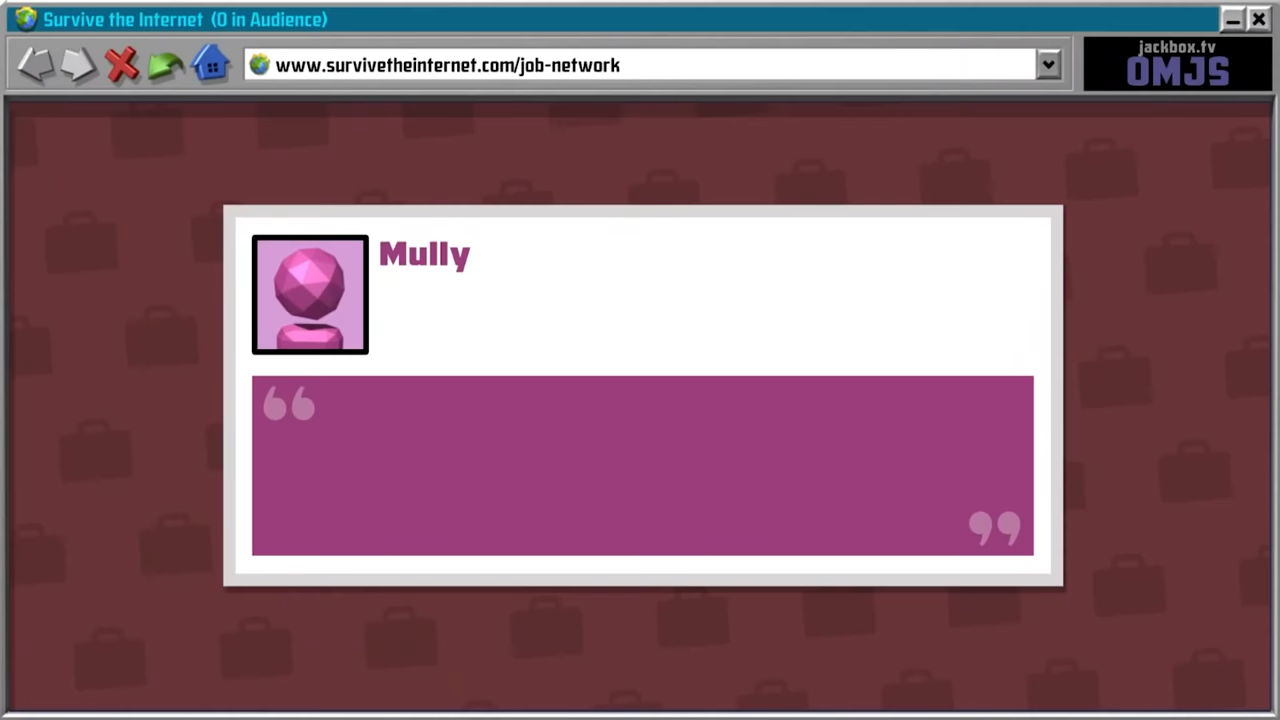 Survive the Internet (0 in Audience)
www.survivetheinternet.com/job-network
jackbox.tv
OMJS
Mully
“
”